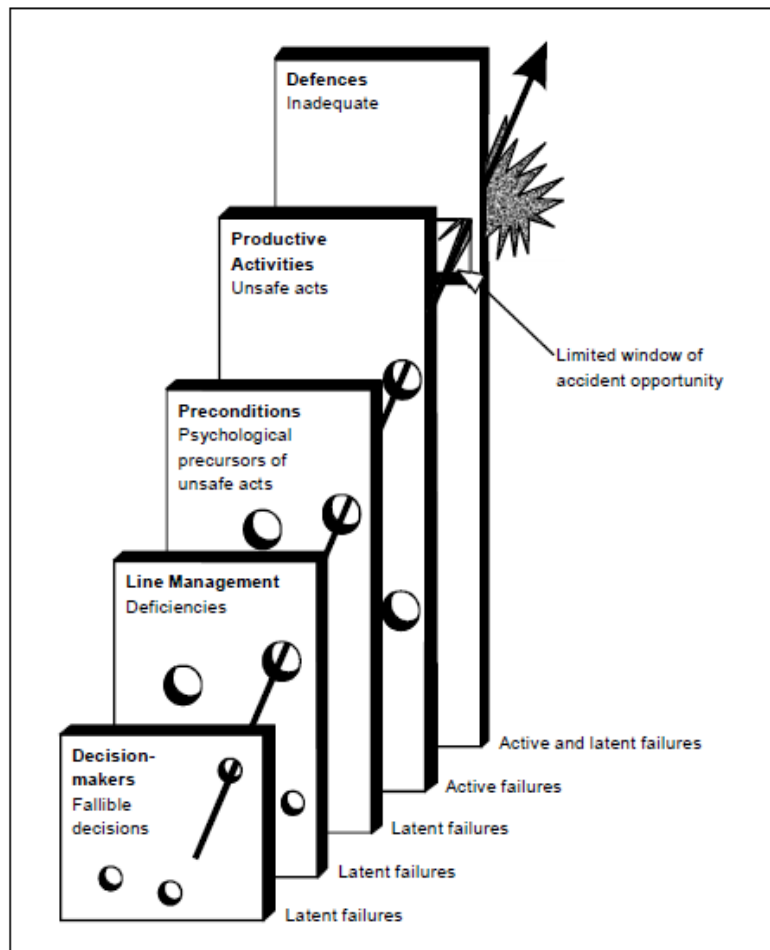 Defences
Inadequate
Productive
Activities
Unsafe acts
Limited window of
accident opportunity
Preconditions
Psychological
precursors of
unsafe acts
Line Management
Deficiencies
Decision-
makers
Fallible
decisions
Active and latent failures
Active failures
Latent failures
Latent failures
Latent failures